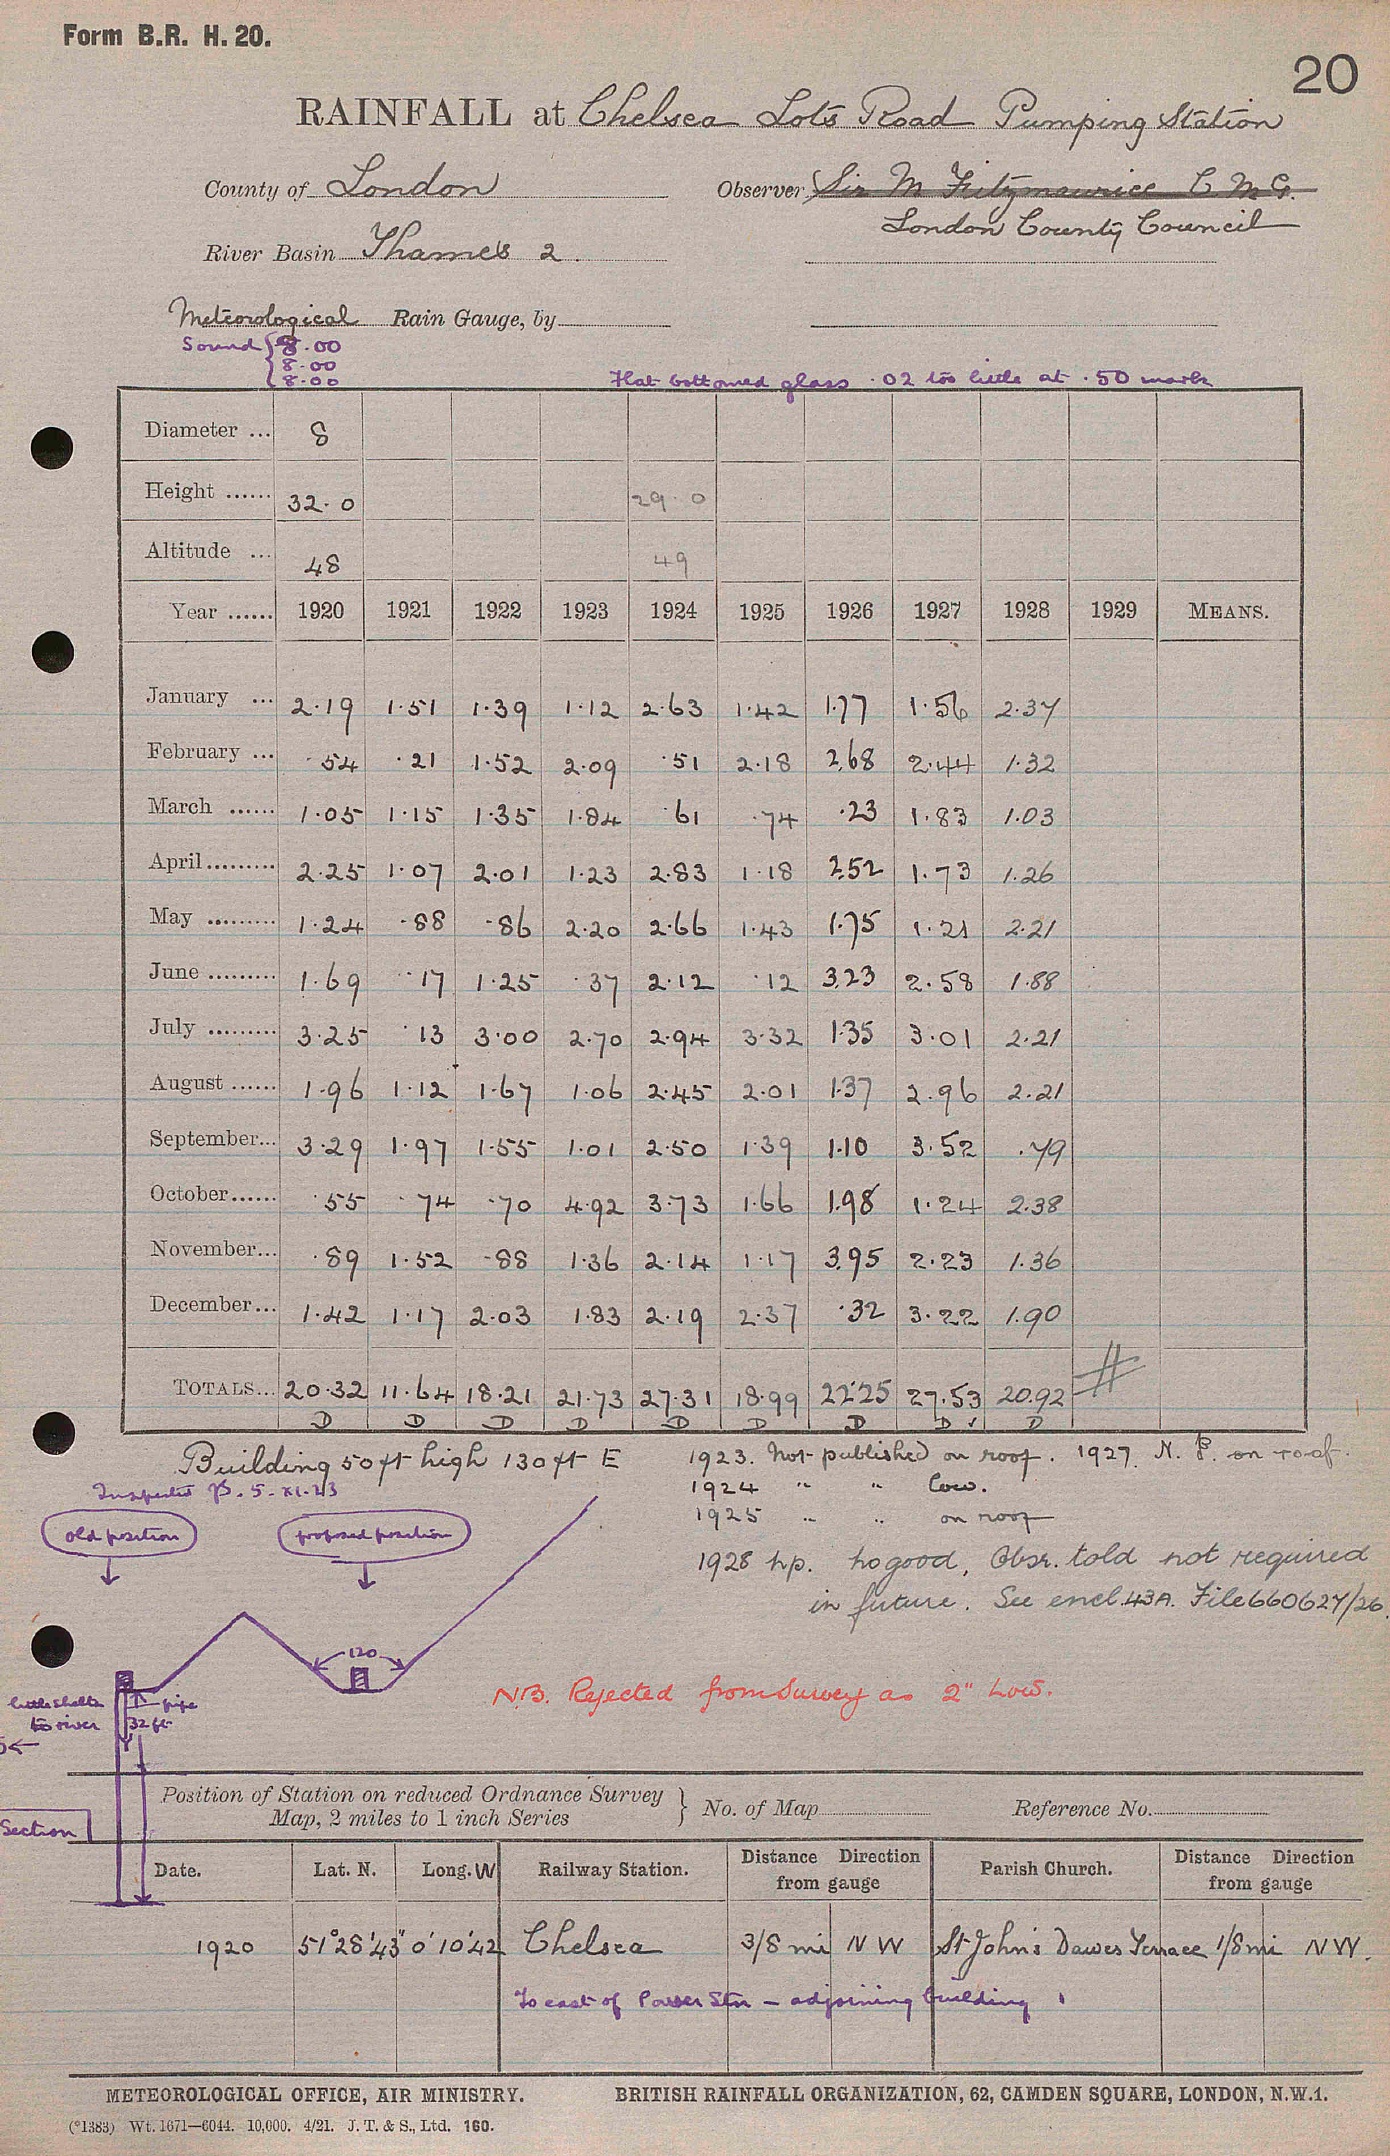 Form B.R. H. 20.
20
RAINFALL at Chelsea Lots Road Pumping Station
County of London Observer Sir M Fitzmaurice C M G.
London County Council
River Basin Thames 2.
Meteorological Rain Gauge, by
Sound { 8.00
8.00
8.00
Flat bottomed glass .02 too little at .50 mark
Diameter ... 8
Height ...... 32.0 29.0
Altitude ... 48 49
Year ...... 1920 1921 1922 1923 1924 1925 1926 1927 1928 1929 MEANS.
January ... 2.19 1.51 1.39 1.12 2.63 1.42 1.77 1.56 2.37
February ... .54 .21 1.52 2.09 .51 2.18 2.68 2.44 1.32
March ...... 1.05 1.15 1.35 1.84 .61 .74 .23 1.83 1.03
April ......... 2.25 1.07 2.01 1.23 2.83 1.18 2.52 1.73 1.26
May ......... 1.24 .88 .86 2.20 2.66 1.43 1.75 1.21 2.21
June ......... 1.69 .17 1.25 .37 2.12 .12 3.23 2.58 1.88
July ......... 3.25 .13 3.00 2.70 2.94 3.32 1.35 3.01 2.21
August ...... 1.96 1.12 1.67 1.06 2.45 2.01 1.37 2.96 2.21
September... 3.29 1.97 1.55 1.01 2.50 1.39 1.10 3.52 .79
October...... .55 .74 .70 4.92 3.73 1.66 1.98 1.24 2.38
November... .89 1.52 .88 1.36 2.14 1.17 3.95 2.23 1.36
December... 1.42 1.17 2.03 1.83 2.19 2.37 .32 3.22 1.90
TOTALS... 20.32 11.64 18.21 21.73 27.31 18.99 22.25 27.53 20.92
D D D D D D D D ✓ D
Building 50 ft high 130 ft E
1923. Not published on roof. 1927. N. P. on roof.
Inspected 5.XI.23
1924 " " low.
1925 " " on roof
old position
proposed position
1928 n.p. no good, Obsr. told not required
in future. See encl. 43A. File 660627/26.
120
N.B. Rejected from Survey as 2" Low.
little shelter pipe
to river 32 ft
Section
Position of Station on reduced Ordnance Survey
Map, 2 miles to 1 inch Series } No. of Map Reference No.
Date. Lat. N. Long. W Railway Station. Distance Direction from gauge Parish Church. Distance Direction from gauge
1920 51°28'43" 0°10'42 Chelsea 3/8 mi N W St John's Dawes Terrace 1/8 mi N W.
To east of Power Stn – adjoining building
METEOROLOGICAL OFFICE, AIR MINISTRY. BRITISH RAINFALL ORGANIZATION, 62, CAMDEN SQUARE, LONDON, N.W.1.
(*1383) Wt. 1671—6044. 10,000. 4/21. J. T. & S., Ltd. 160.